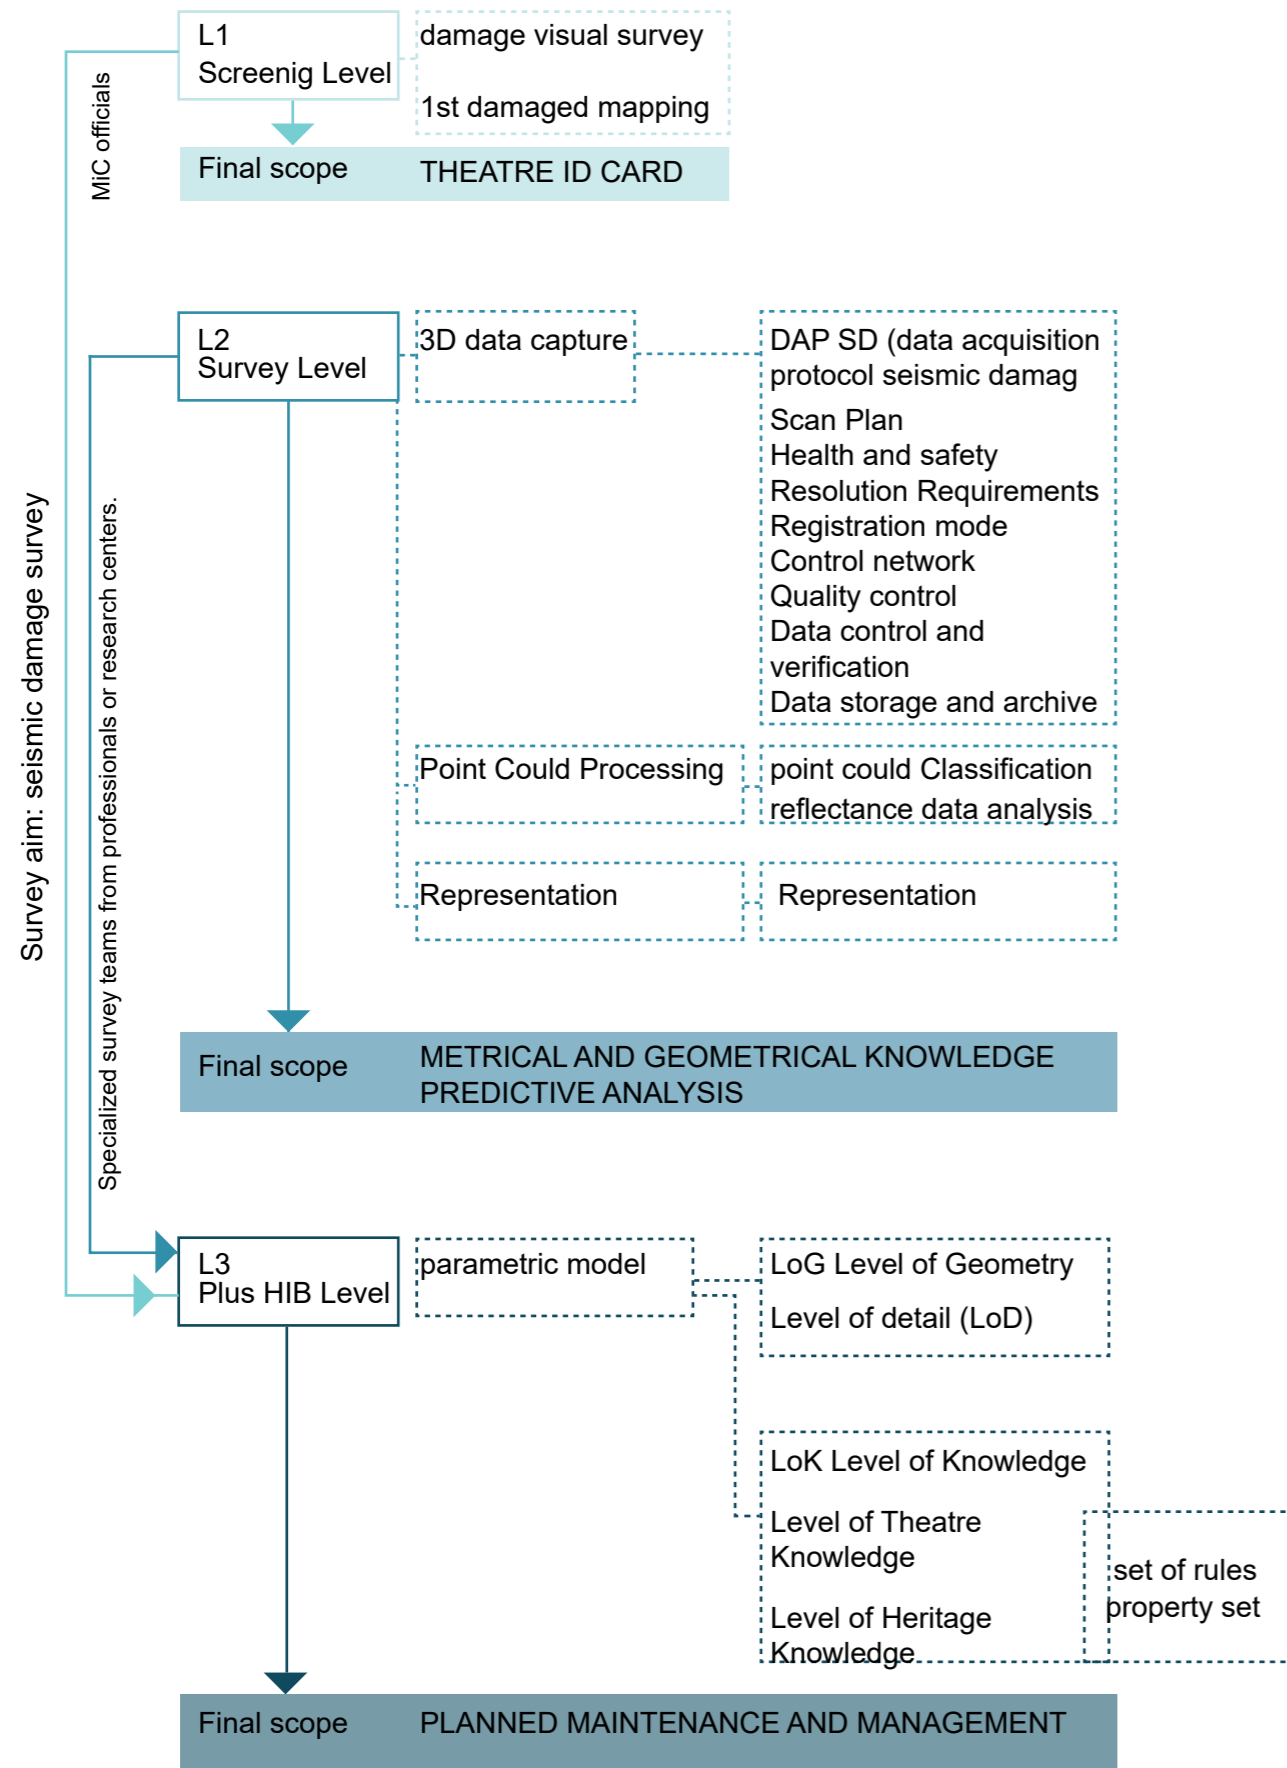 L1
Screenig Level
damage visual survey
1st damaged mapping
MiC officials
Final scope
THEATRE ID CARD
L2
Survey Level
3D data capture
DAP SD (data acquisition
protocol seismic damag
Scan Plan
Health and safety
Resolution Requirements
Registration mode
Control network
Quality control
Data control and
verification
Data storage and archive
Point Could Processing
point could Classification
reflectance data analysis
Representation
Representation
Survey aim: seismic damage survey
Specialized survey teams from professionals or research centers.
Final scope
METRICAL AND GEOMETRICAL KNOWLEDGE
PREDICTIVE ANALYSIS
L3
Plus HIB Level
parametric model
LoG Level of Geometry
Level of detail (LoD)
LoK Level of Knowledge
Level of Theatre
Knowledge
Level of Heritage
Knowledge
set of rules
property set
Final scope
PLANNED MAINTENANCE AND MANAGEMENT